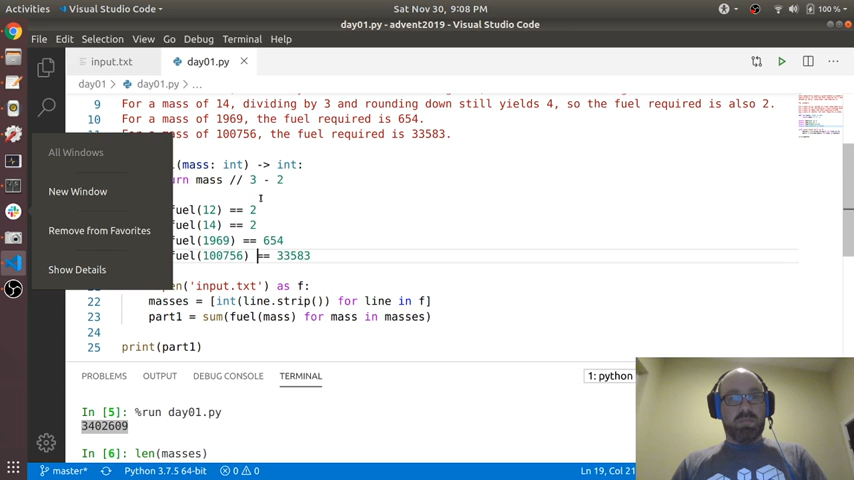 Activities
Visual Studio Code
Sat Nov 30, 9:08 PM
100 %
day01.py - advent2019 - Visual Studio Code
File Edit Selection View Go Debug Terminal Help
input.txt
day01.py
day01 > day01.py > ...
9 For a mass of 14, dividing by 3 and rounding down still yields 4, so the fuel required is also 2.
10 For a mass of 1969, the fuel required is 654.
mass of 100756, the fuel required is 33583.
(mass: int) -> int:
mass // 3 - 2
fuel(12) == 2
fuel(14) == 2
fuel(1969) == 654
fuel(100756) == 33583
('input.txt') as f:
22 masses = [int(line.strip()) for line in f]
23 part1 = sum(fuel(mass) for mass in masses)
24
25 print(part1)
All Windows
New Window
Remove from Favorites
Show Details
PROBLEMS OUTPUT DEBUG CONSOLE TERMINAL
1: python
In [5]: %run day01.py
3402609
In [6]: len(masses)
master*
Python 3.7.5 64-bit
0 0
Ln 19, Col 21